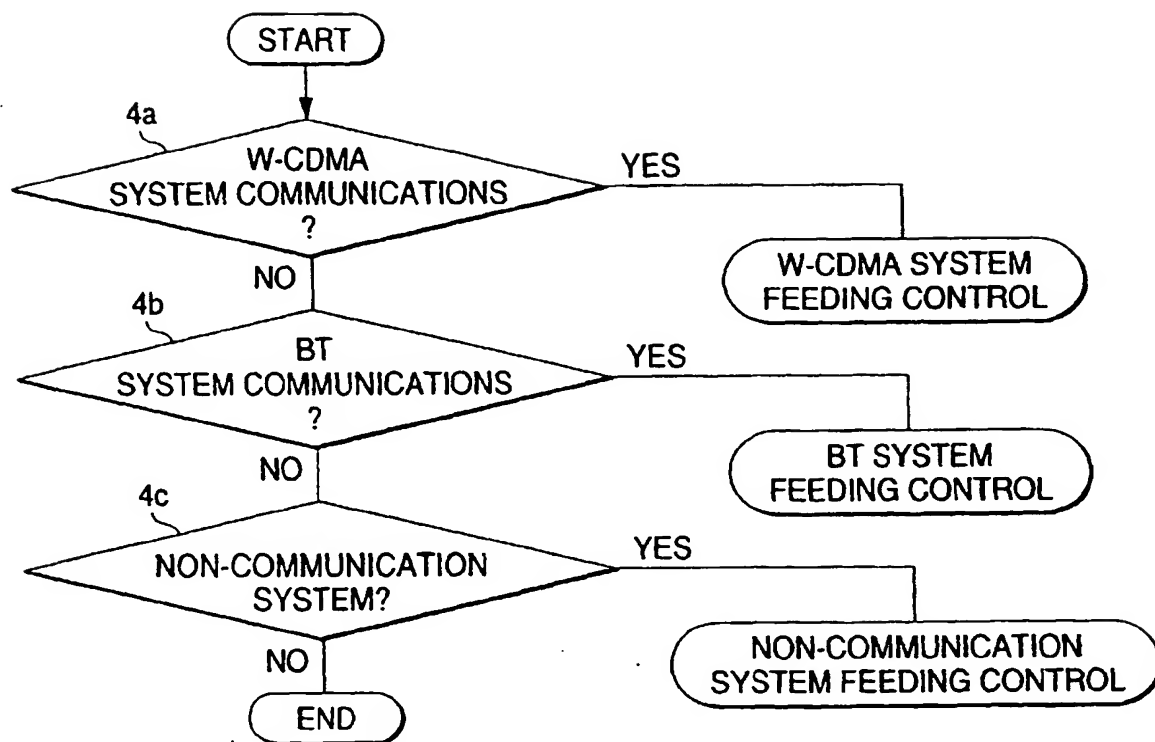 START
4a
W-CDMA
SYSTEM COMMUNICATIONS
?
YES
W-CDMA SYSTEM
FEEDING CONTROL
NO
4b
BT
SYSTEM COMMUNICATIONS
?
YES
BT SYSTEM
FEEDING CONTROL
NO
4c
NON-COMMUNICATION
SYSTEM?
YES
NON-COMMUNICATION
SYSTEM FEEDING CONTROL
NO
END